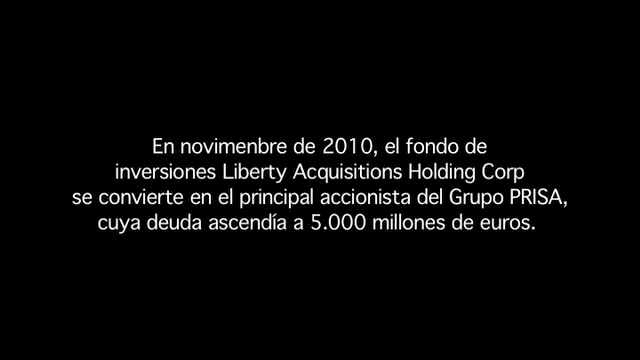 En novimenbre de 2010, el fondo de
inversiones Liberty Acquisitions Holding Corp
se convierte en el principal accionista del Grupo PRISA,
cuya deuda ascendía a 5.000 millones de euros.